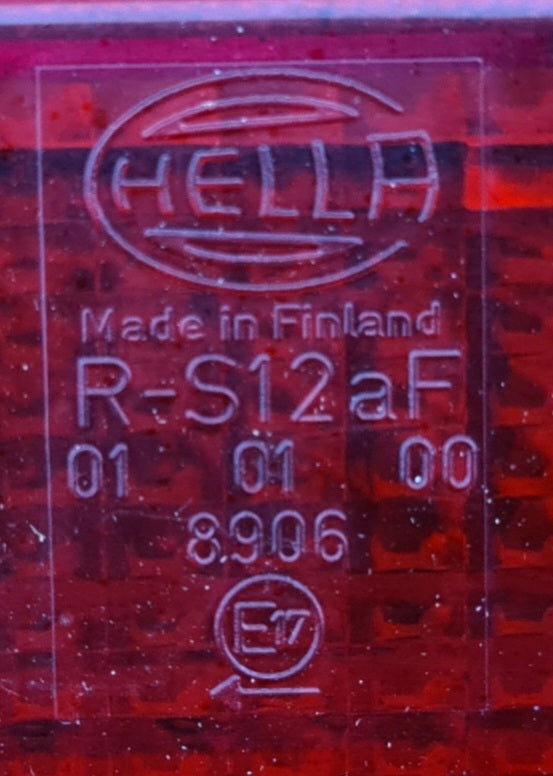 HELLA
Made in Finland
R-S12aF
01 01 00
8906
E17